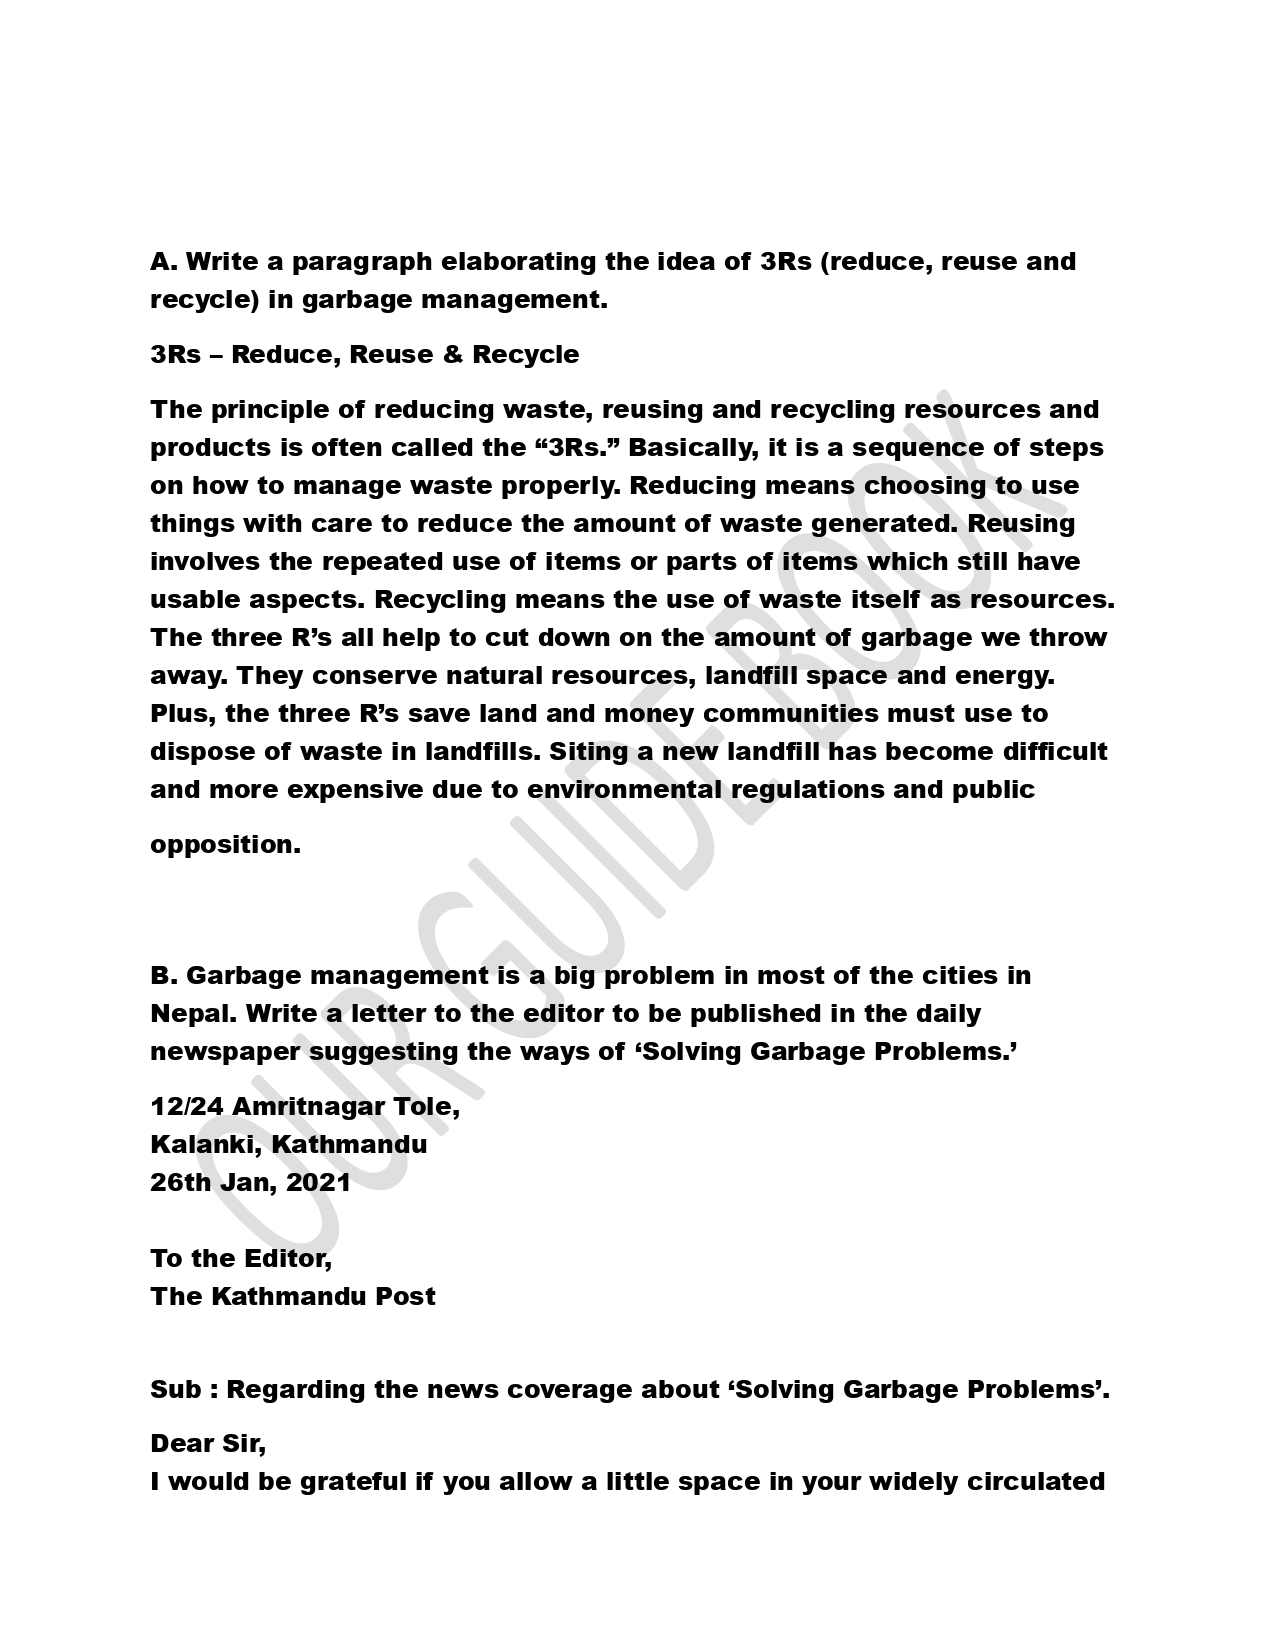 A. Write a paragraph elaborating the idea of 3Rs (reduce, reuse and
recycle) in garbage management.
3Rs – Reduce, Reuse & Recycle
The principle of reducing waste, reusing and recycling resources and
products is often called the “3Rs.” Basically, it is a sequence of steps
on how to manage waste properly. Reducing means choosing to use
things with care to reduce the amount of waste generated. Reusing
involves the repeated use of items or parts of items which still have
usable aspects. Recycling means the use of waste itself as resources.
The three R’s all help to cut down on the amount of garbage we throw
away. They conserve natural resources, landfill space and energy.
Plus, the three R’s save land and money communities must use to
dispose of waste in landfills. Siting a new landfill has become difficult
and more expensive due to environmental regulations and public
opposition.
B. Garbage management is a big problem in most of the cities in
Nepal. Write a letter to the editor to be published in the daily
newspaper suggesting the ways of ‘Solving Garbage Problems.’
12/24 Amritnagar Tole,
Kalanki, Kathmandu
26th Jan, 2021
To the Editor,
The Kathmandu Post
Sub : Regarding the news coverage about ‘Solving Garbage Problems’.
Dear Sir,
I would be grateful if you allow a little space in your widely circulated
OUR GUIDE BOOK